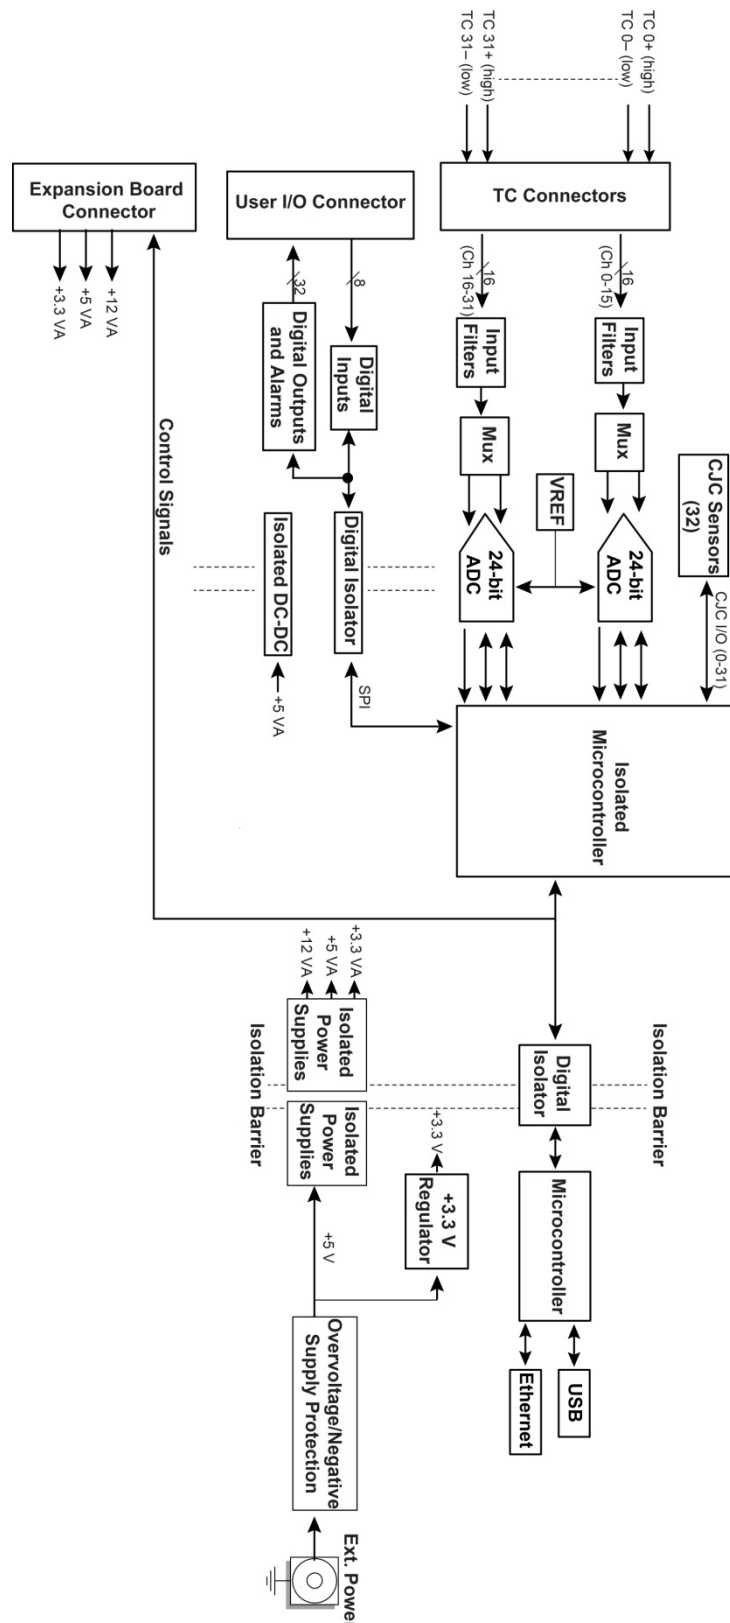 TC 31– (low)
TC 31+ (high)
TC 0– (low)
TC 0+ (high)
Expansion Board
Connector
User I/O Connector
TC Connectors
+3.3 VA
+5 VA
+12 VA
32
8
16
(Ch 16-31)
16
(Ch 0-15)
Digital Outputs
and Alarms
Digital
Inputs
Input
Filters
Input
Filters
Mux
Mux
CJC Sensors
(32)
VREF
Control Signals
Isolated DC-DC
Digital Isolator
24-bit
ADC
24-bit
ADC
CJC I/O (0-31)
+5 VA
SPI
Isolated
Microcontroller
+12 VA
+5 VA
+3.3 VA
Isolated
Power
Supplies
Isolation Barrier
Digital
Isolator
Isolation Barrier
Isolated
Power
Supplies
+3.3 V
+3.3 V
Regulator
Microcontroller
+5 V
Overvoltage/Negative
Supply Protection
Ethernet
USB
Ext. Power